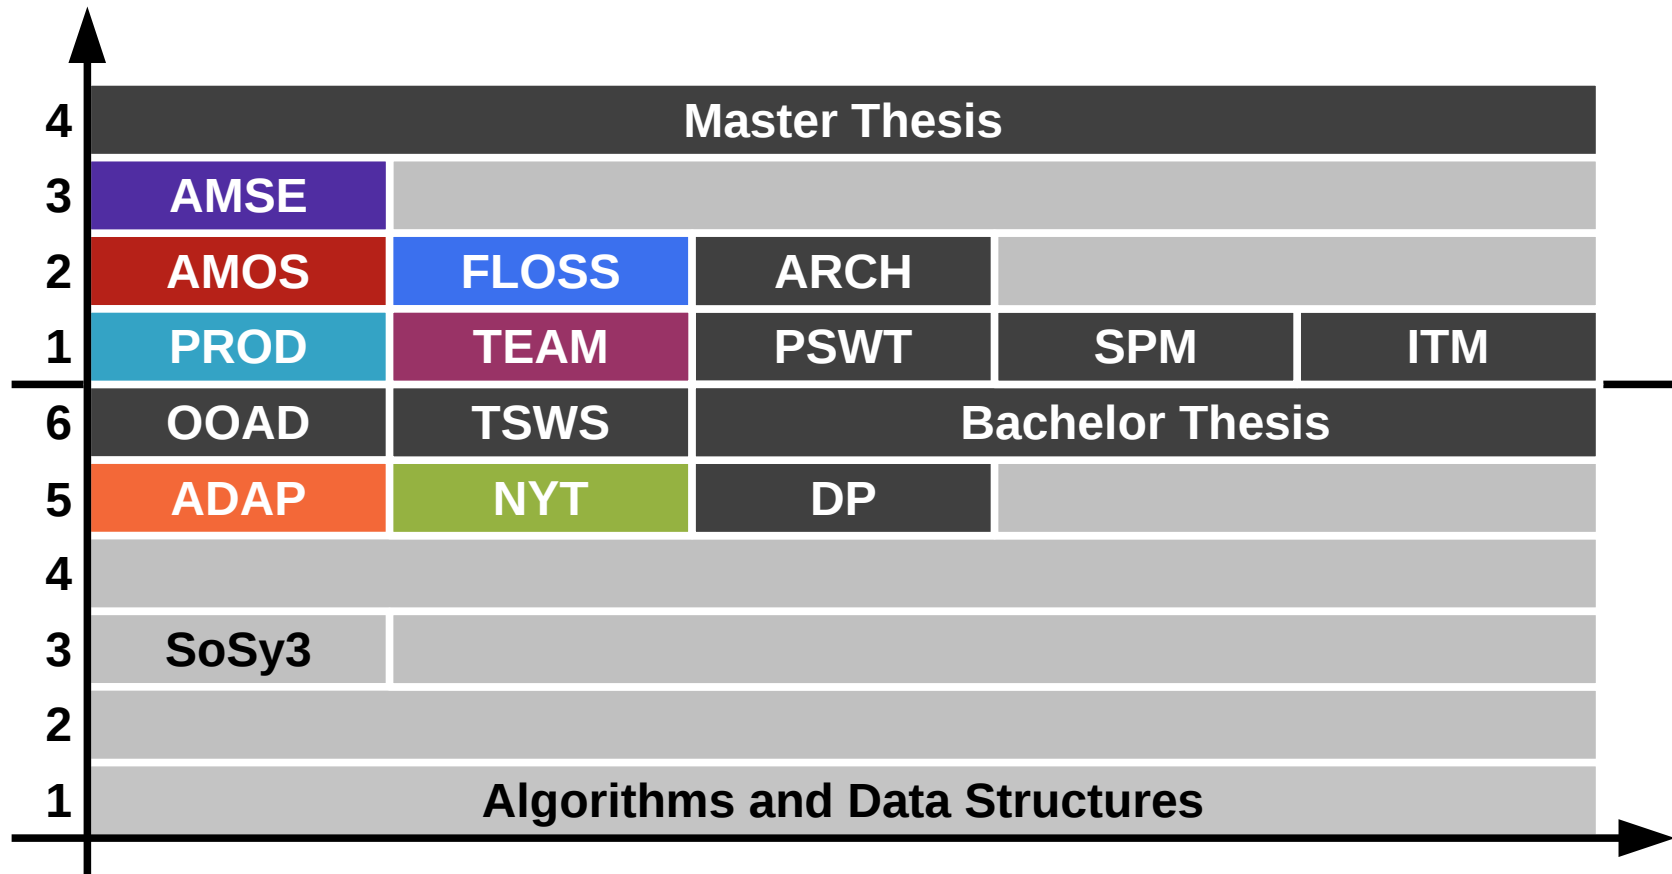 4 Master Thesis
3 AMSE
2 AMOS FLOSS ARCH
1 PROD TEAM PSWT SPM ITM
6 OOAD TSWS Bachelor Thesis
5 ADAP NYT DP
4
3 SoSy3
2
1 Algorithms and Data Structures